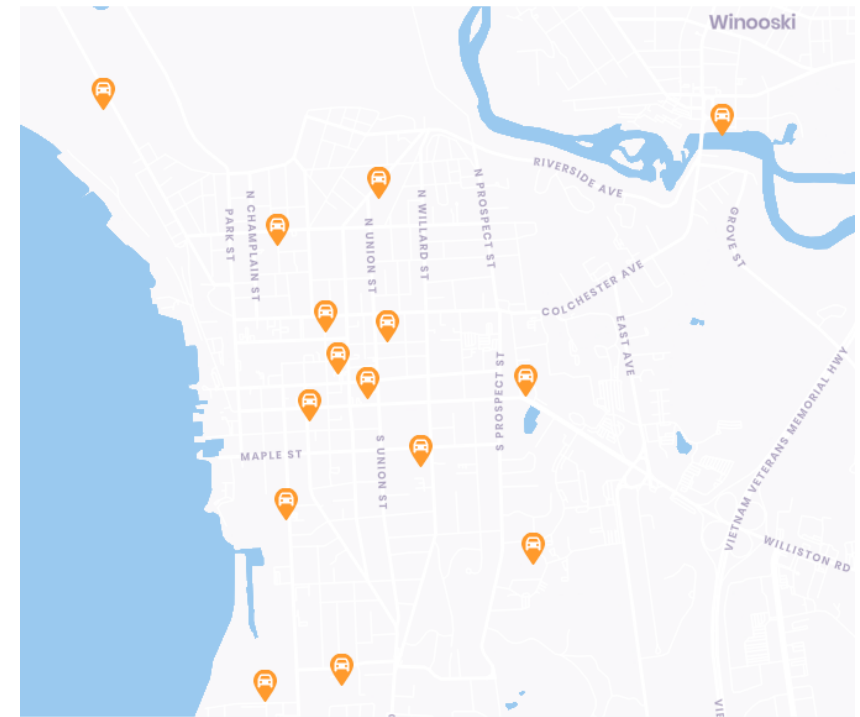 Winooski
RIVERSIDE AVE
N PROSPECT ST
N WILLARD ST
N CHAMPLAIN ST
PARK ST
N UNION ST
GROVE ST
COLCHESTER AVE
EAST AVE
S PROSPECT ST
VIETNAM VETERANS MEMORIAL HWY
MAPLE ST
S UNION ST
WILLISTON RD
VIE